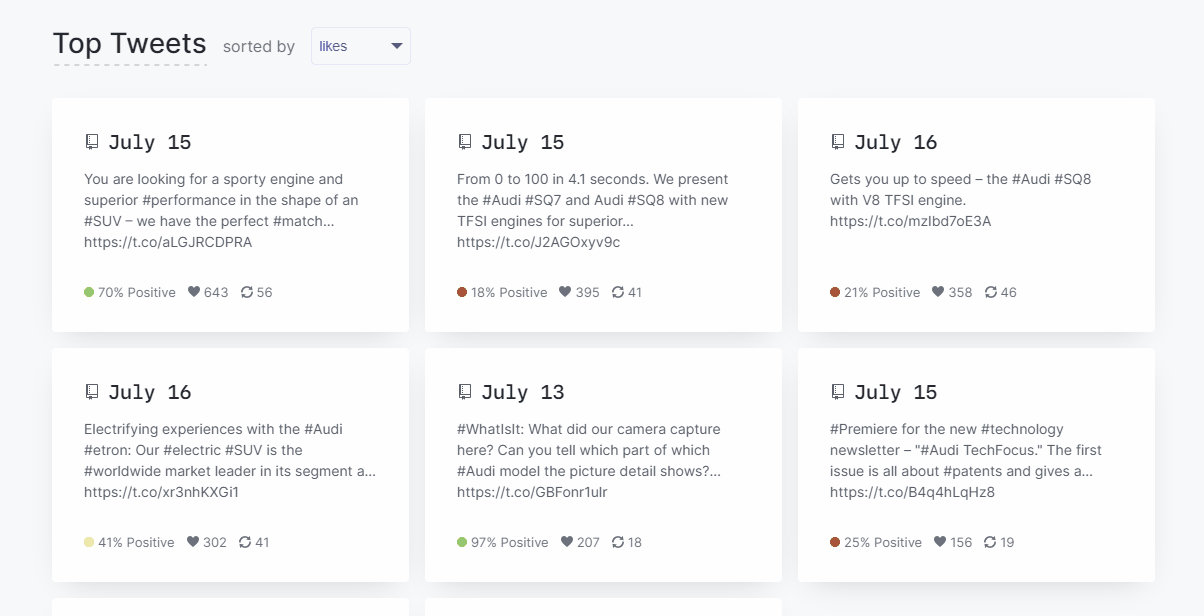 Top Tweets sorted by likes
July 15
You are looking for a sporty engine and
superior #performance in the shape of an
#SUV – we have the perfect #match...
https://t.co/aLGJRCDPRA
70% Positive 643 56
July 15
From 0 to 100 in 4.1 seconds. We present
the #Audi #SQ7 and Audi #SQ8 with new
TFSI engines for superior...
https://t.co/J2AGOxyv9c
18% Positive 395 41
July 16
Gets you up to speed – the #Audi #SQ8
with V8 TFSI engine.
https://t.co/mzIbd7oE3A
21% Positive 358 46
July 16
Electrifying experiences with the #Audi
#etron: Our #electric #SUV is the
#worldwide market leader in its segment a...
https://t.co/xr3nhKXGi1
41% Positive 302 41
July 13
#WhatIsIt: What did our camera capture
here? Can you tell which part of which
#Audi model the picture detail shows?...
https://t.co/GBFonr1uIr
97% Positive 207 18
July 15
#Premiere for the new #technology
newsletter – "#Audi TechFocus." The first
issue is all about #patents and gives a...
https://t.co/B4q4hLqHz8
25% Positive 156 19